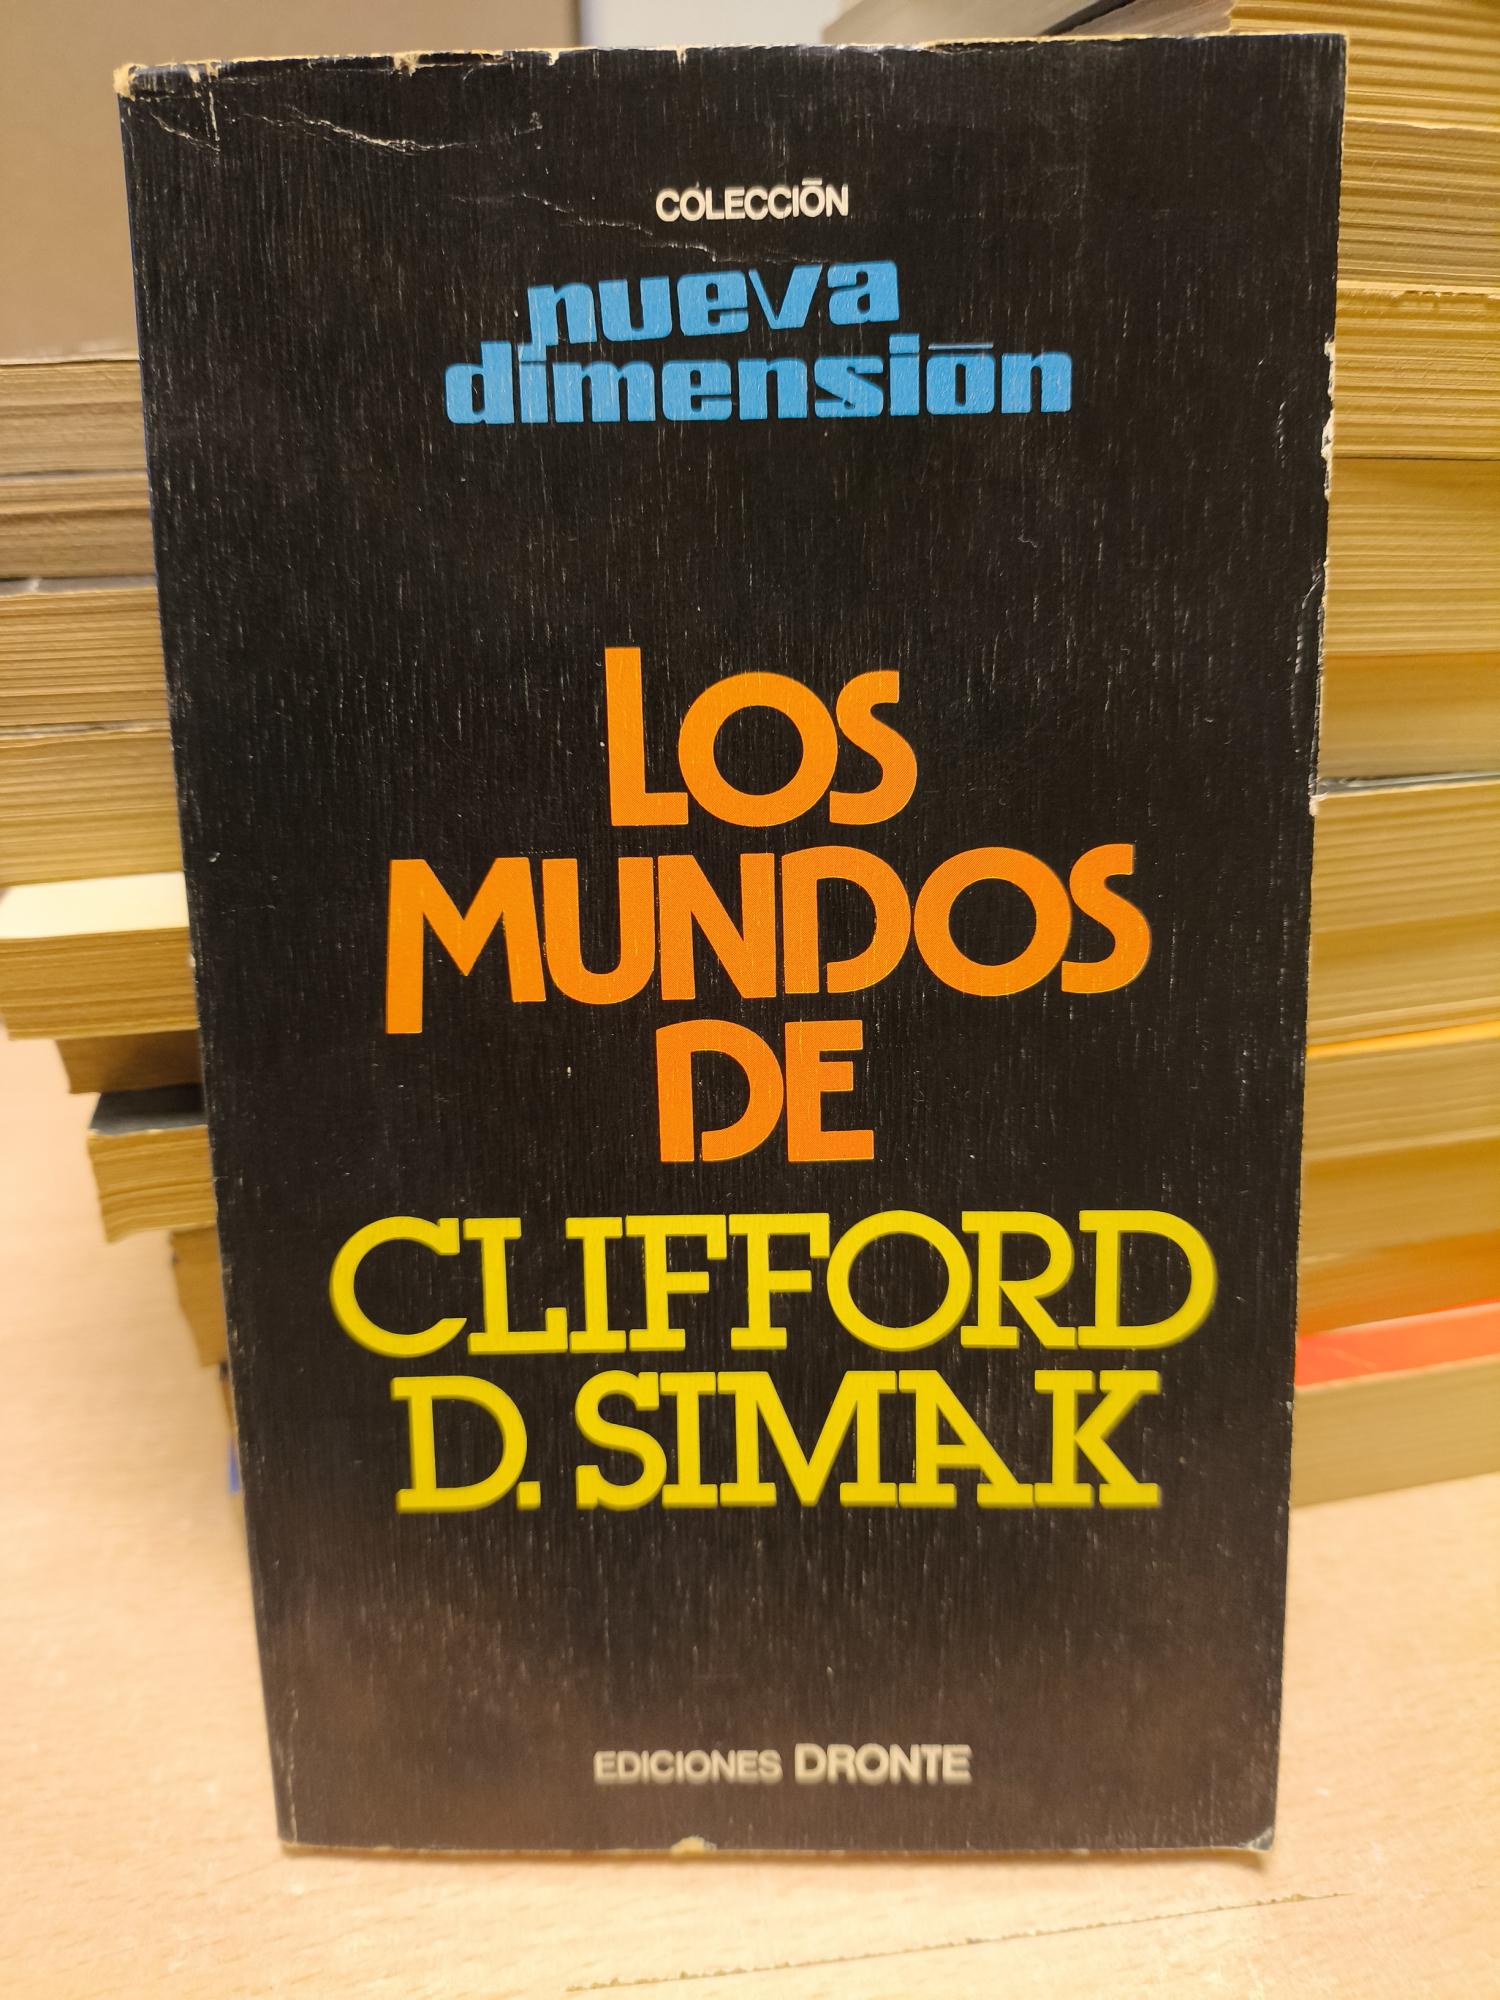 COLECCIÓN
nueva
dimensión
LOS
MUNDOS
DE
CLIFFORD
D. SIMAK
EDICIONES DRONTE